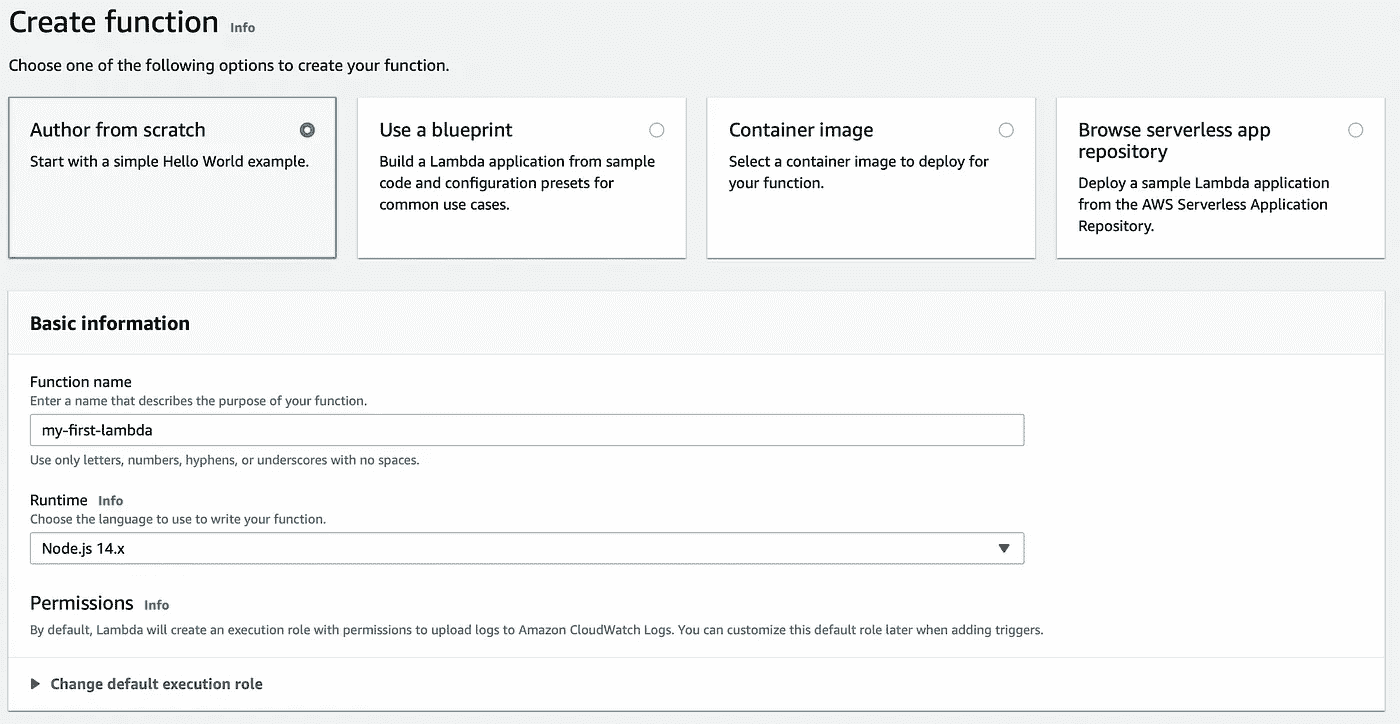 Create function Info
Choose one of the following options to create your function.
Author from scratch
Start with a simple Hello World example.
Use a blueprint
Build a Lambda application from sample
code and configuration presets for
common use cases.
Container image
Select a container image to deploy for
your function.
Browse serverless app
repository
Deploy a sample Lambda application
from the AWS Serverless Application
Repository.
Basic information
Function name
Enter a name that describes the purpose of your function.
my-first-lambda
Use only letters, numbers, hyphens, or underscores with no spaces.
Runtime Info
Choose the language to use to write your function.
Node.js 14.x
Permissions Info
By default, Lambda will create an execution role with permissions to upload logs to Amazon CloudWatch Logs. You can customize this default role later when adding triggers.
Change default execution role